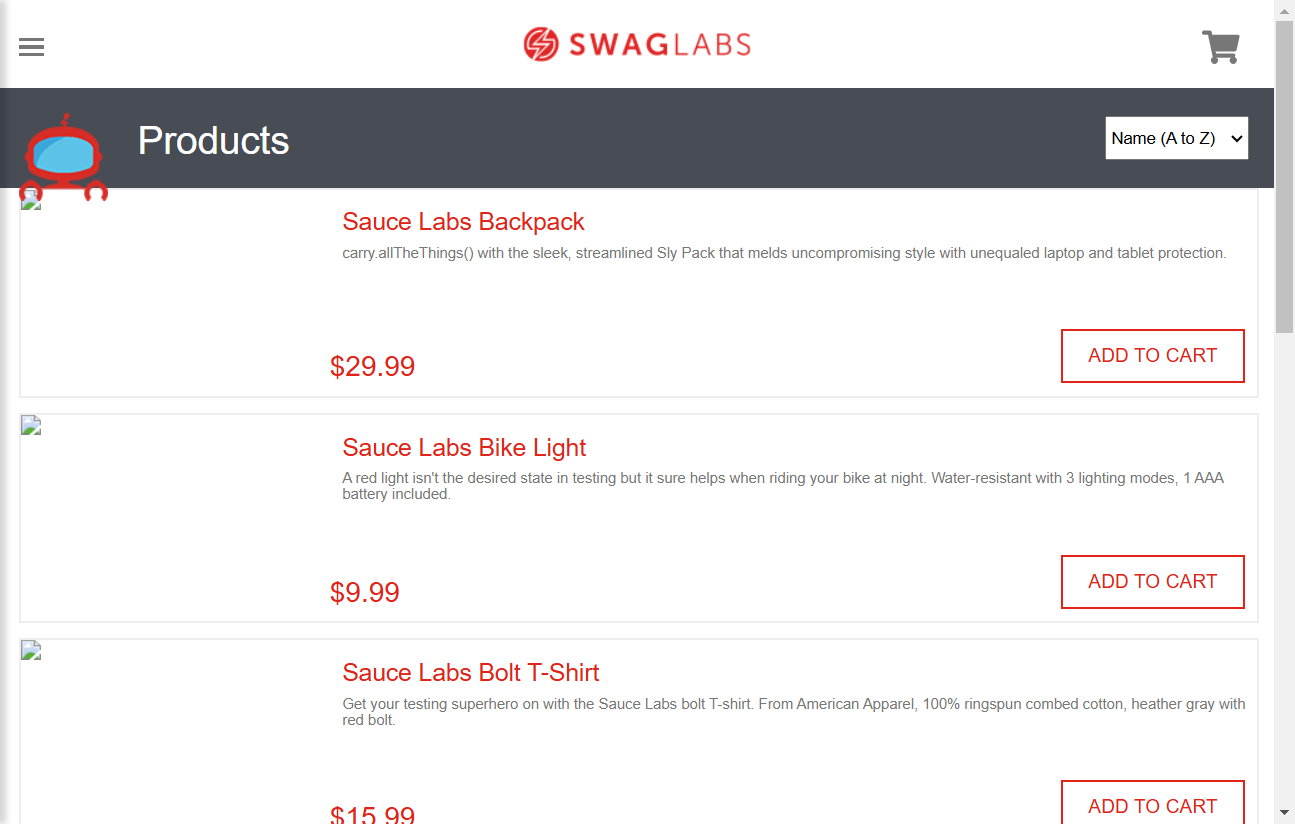 SWAGLABS
Products
Name (A to Z)
Sauce Labs Backpack
carry.allTheThings() with the sleek, streamlined Sly Pack that melds uncompromising style with unequaled laptop and tablet protection.
$29.99
ADD TO CART
Sauce Labs Bike Light
A red light isn't the desired state in testing but it sure helps when riding your bike at night. Water-resistant with 3 lighting modes, 1 AAA
battery included.
$9.99
ADD TO CART
Sauce Labs Bolt T-Shirt
Get your testing superhero on with the Sauce Labs bolt T-shirt. From American Apparel, 100% ringspun combed cotton, heather gray with
red bolt.
$15.99
ADD TO CART